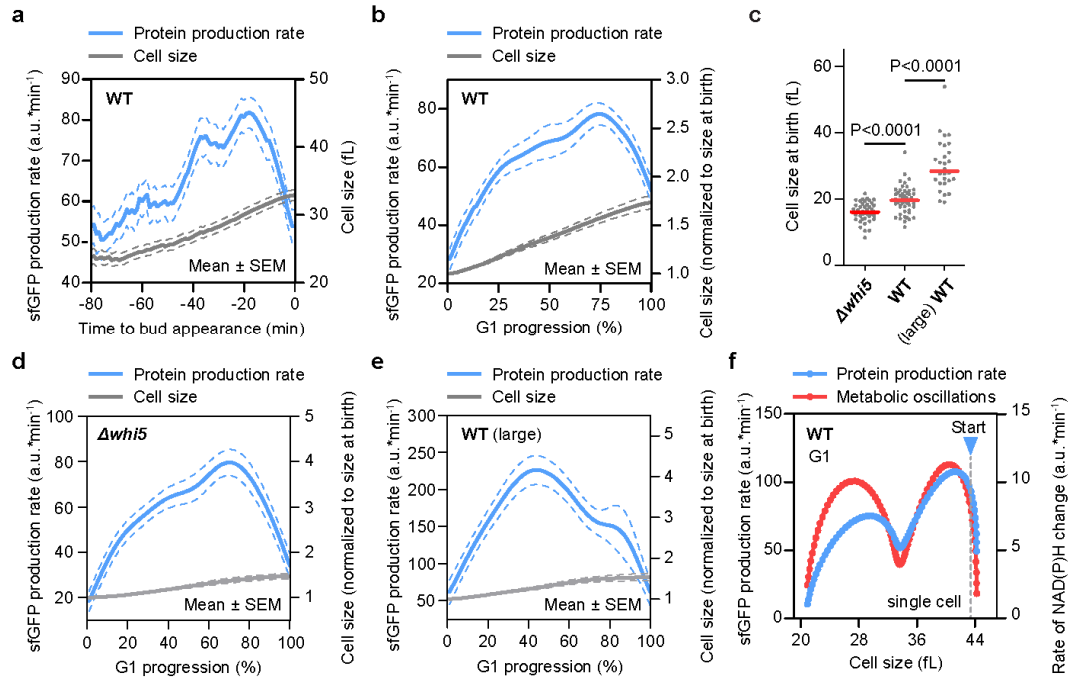 a
Protein production rate
Cell size
90
80
70
60
50
40
50
40
30
20
WT
Mean ± SEM
-80
-60
-40
-20
0
sfGFP production rate (a.u.*min⁻¹)
Cell size (fL)
Time to bud appearance (min)
b
Protein production rate
Cell size
80
60
40
20
3.0
2.5
2.0
1.5
1.0
WT
Mean ± SEM
0
25
50
75
100
sfGFP production rate (a.u.*min⁻¹)
Cell size (normalized to size at birth)
G1 progression (%)
c
60
40
20
0
P<0.0001
P<0.0001
Cell size at birth (fL)
Δwhi5
WT
(large) WT
d
Protein production rate
Cell size
100
80
60
40
20
5
4
3
2
1
Δwhi5
Mean ± SEM
0
20
40
60
80
100
sfGFP production rate (a.u.*min⁻¹)
Cell size (normalized to size at birth)
G1 progression (%)
e
Protein production rate
Cell size
300
250
200
150
100
50
5
4
3
2
1
WT (large)
Mean ± SEM
0
20
40
60
80
100
sfGFP production rate (a.u.*min⁻¹)
Cell size (normalized to size at birth)
G1 progression (%)
f
Protein production rate
Metabolic oscillations
150
100
50
0
15
10
5
0
WT
G1
Start
single cell
20
28
36
44
sfGFP production rate (a.u.*min⁻¹)
Rate of NAD(P)H change (a.u.*min⁻¹)
Cell size (fL)